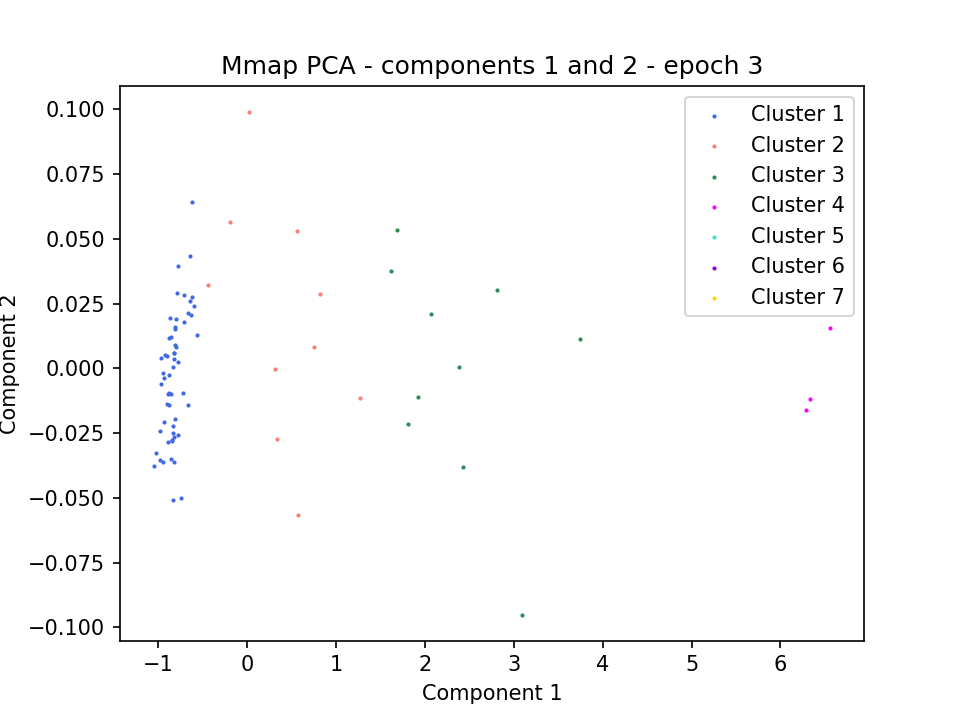 Mmap PCA - components 1 and 2 - epoch 3
Component 2
0.100
0.075
0.050
0.025
0.000
−0.025
−0.050
−0.075
−0.100
Cluster 1
Cluster 2
Cluster 3
Cluster 4
Cluster 5
Cluster 6
Cluster 7
−1 0 1 2 3 4 5 6
Component 1